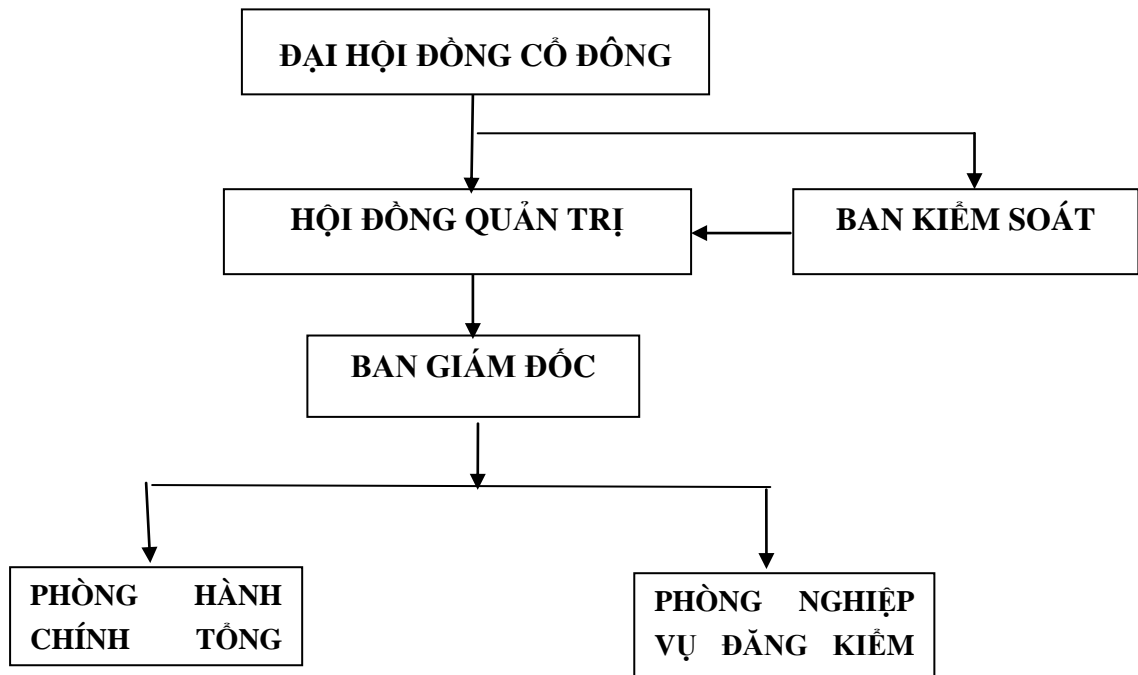 ĐẠI HỘI ĐỒNG CỔ ĐÔNG
HỘI ĐỒNG QUẢN TRỊ
BAN KIỂM SOÁT
BAN GIÁM ĐỐC
PHÒNG HÀNH
CHÍNH TỔNG
PHÒNG NGHIỆP
VỤ ĐĂNG KIỂM